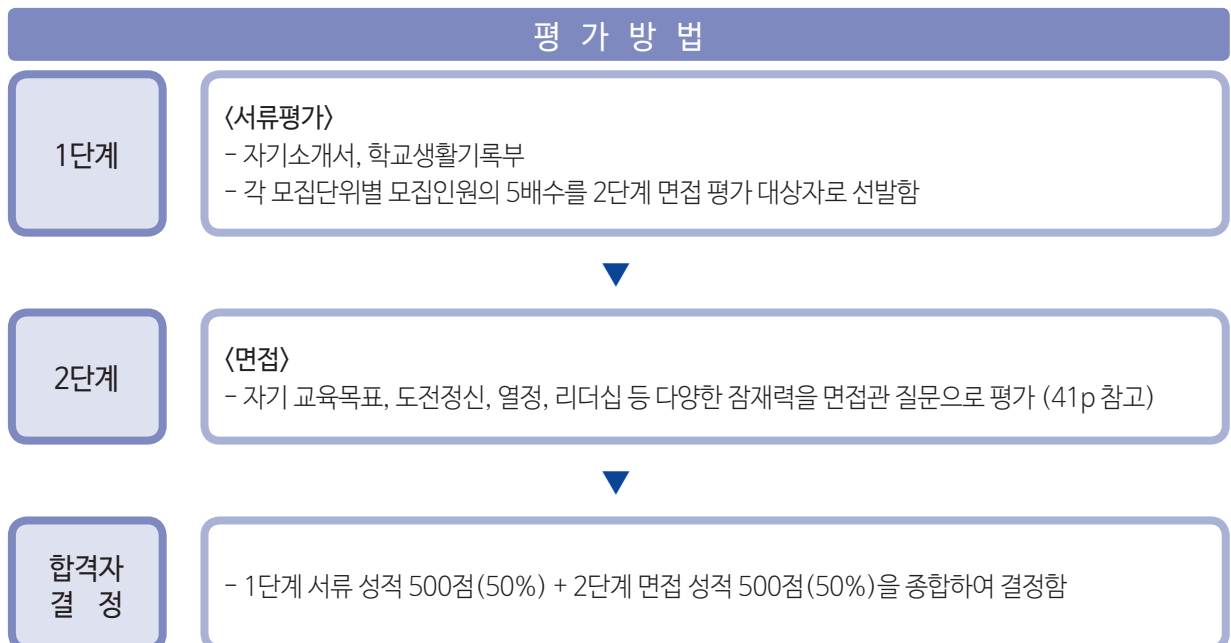 평 가 방 법
1단계
〈서류평가〉
- 자기소개서, 학교생활기록부
- 각 모집단위별 모집인원의 5배수를 2단계 면접 평가 대상자로 선발함
2단계
〈면접〉
- 자기 교육목표, 도전정신, 열정, 리더십 등 다양한 잠재력을 면접관 질문으로 평가 (41p 참고)
합격자
결 정
- 1단계 서류 성적 500점(50%) + 2단계 면접 성적 500점(50%)을 종합하여 결정함